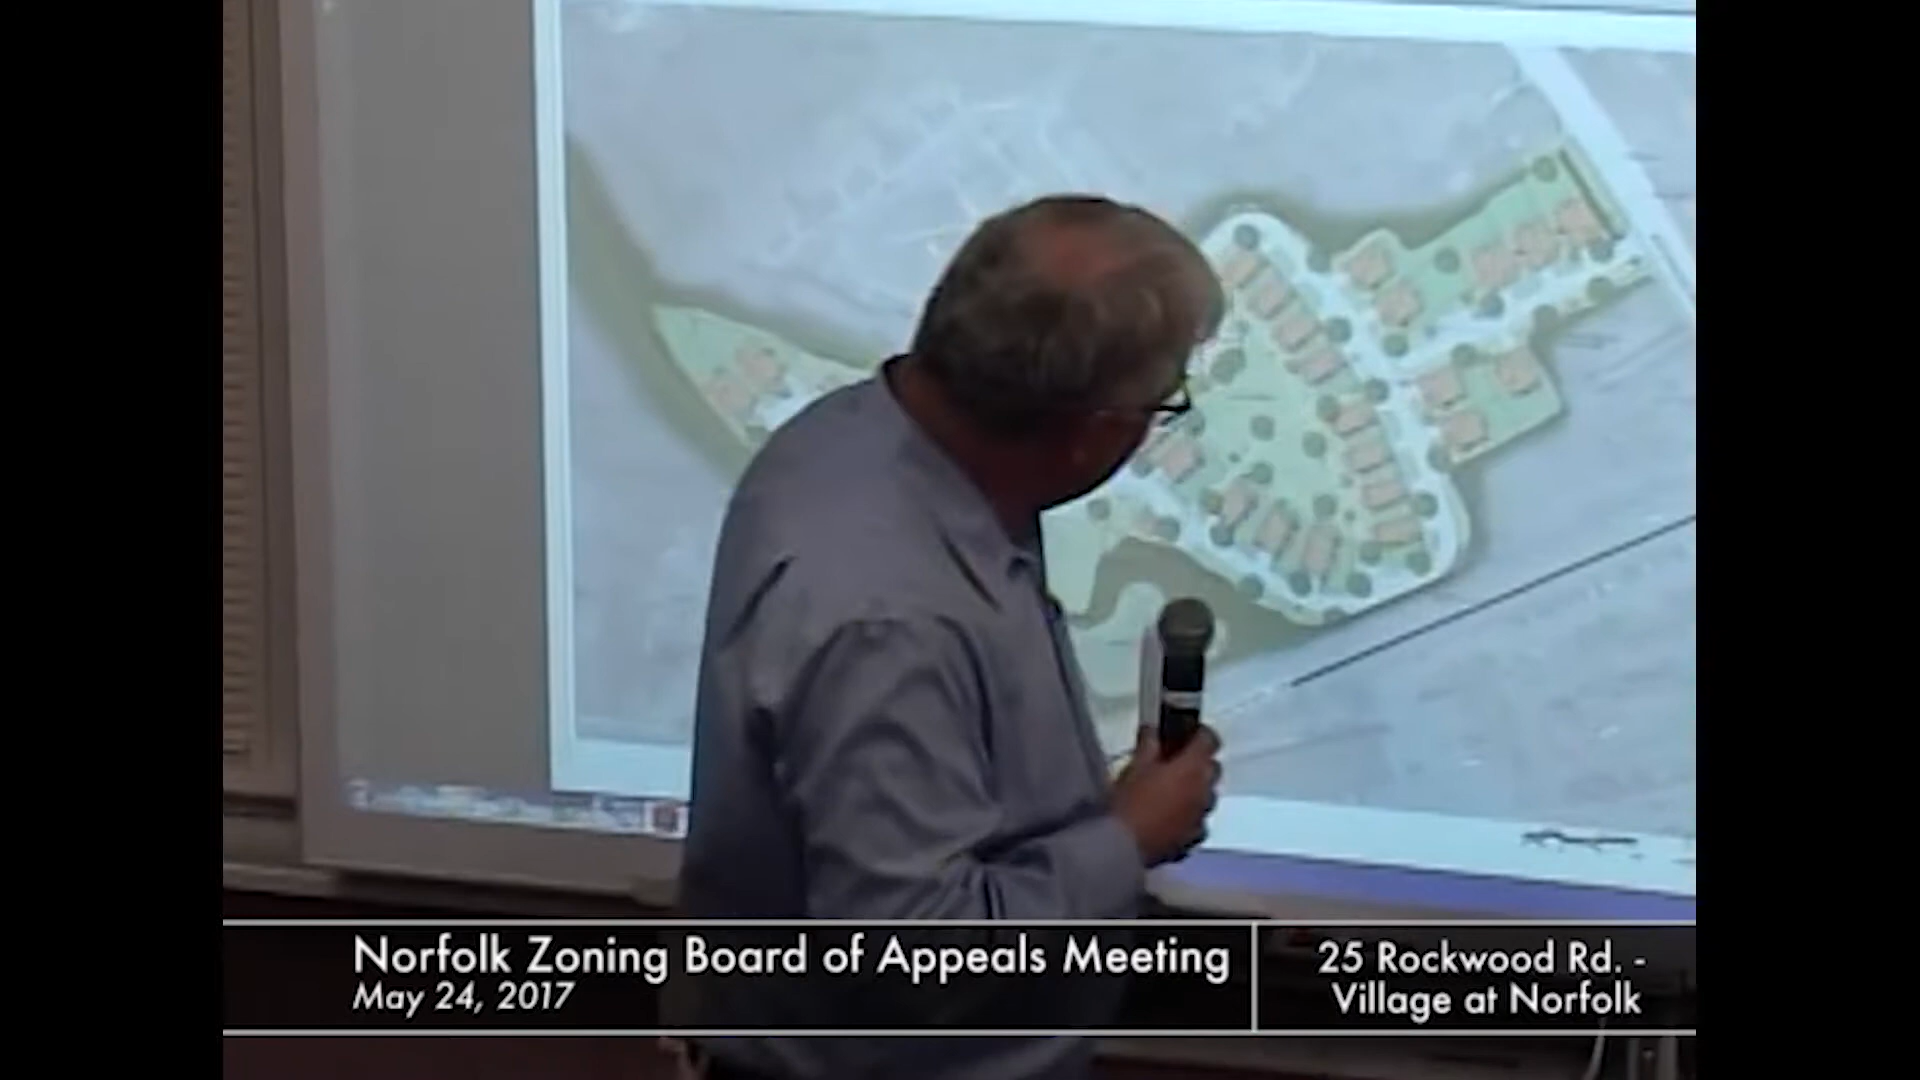 Norfolk Zoning Board of Appeals Meeting
May 24, 2017
25 Rockwood Rd. -
Village at Norfolk